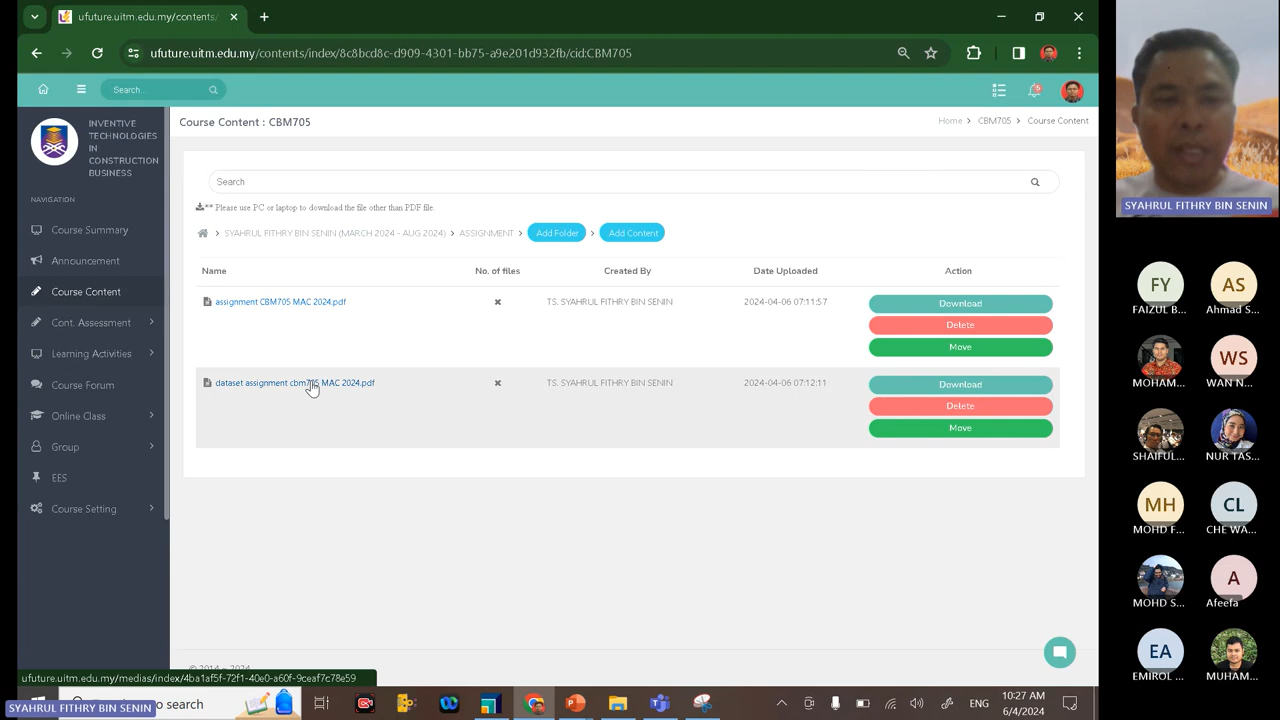 ufuture.uitm.edu.my/contents/
ufuture.uitm.edu.my/contents/index/8c8bcd8c-d909-4301-bb75-a9e201d932fb/cid:CBM705
Search...
5
INVENTIVE
TECHNOLOGIES
IN
CONSTRUCTION
BUSINESS
NAVIGATION
Course Summary
Announcement
Course Content
Cont. Assessment
Learning Activities
Course Forum
Online Class
Group
EES
Course Setting
Course Content : CBM705
Home > CBM705 > Course Content
Search
** Please use PC or laptop to download the file other than PDF file.
> SYAHRUL FITHRY BIN SENIN (MARCH 2024 - AUG 2024) > ASSIGNMENT > Add Folder > Add Content
Name No. of files Created By Date Uploaded Action
assignment CBM705 MAC 2024.pdf TS. SYAHRUL FITHRY BIN SENIN 2024-04-06 07:11:57 Download
Delete
Move
dataset assignment cbm705 MAC 2024.pdf TS. SYAHRUL FITHRY BIN SENIN 2024-04-06 07:12:11 Download
Delete
Move
© 2014 - 2024
ufuture.uitm.edu.my/medias/index/4ba1af5f-72f1-40e0-a60f-9ceaf7c78e59
to search
ENG
10:27 AM
6/4/2024
SYAHRUL FITHRY BIN SENIN
SYAHRUL FITHRY BIN SENIN
FY AS
FAIZUL B... Ahmad S...
WS
MOHAM... WAN N...
SHAIFUL... NUR TAS...
MH CL
MOHD F... CHE WA...
A
MOHD S... Afeefa
EA
EMIROL ... MUHAM...